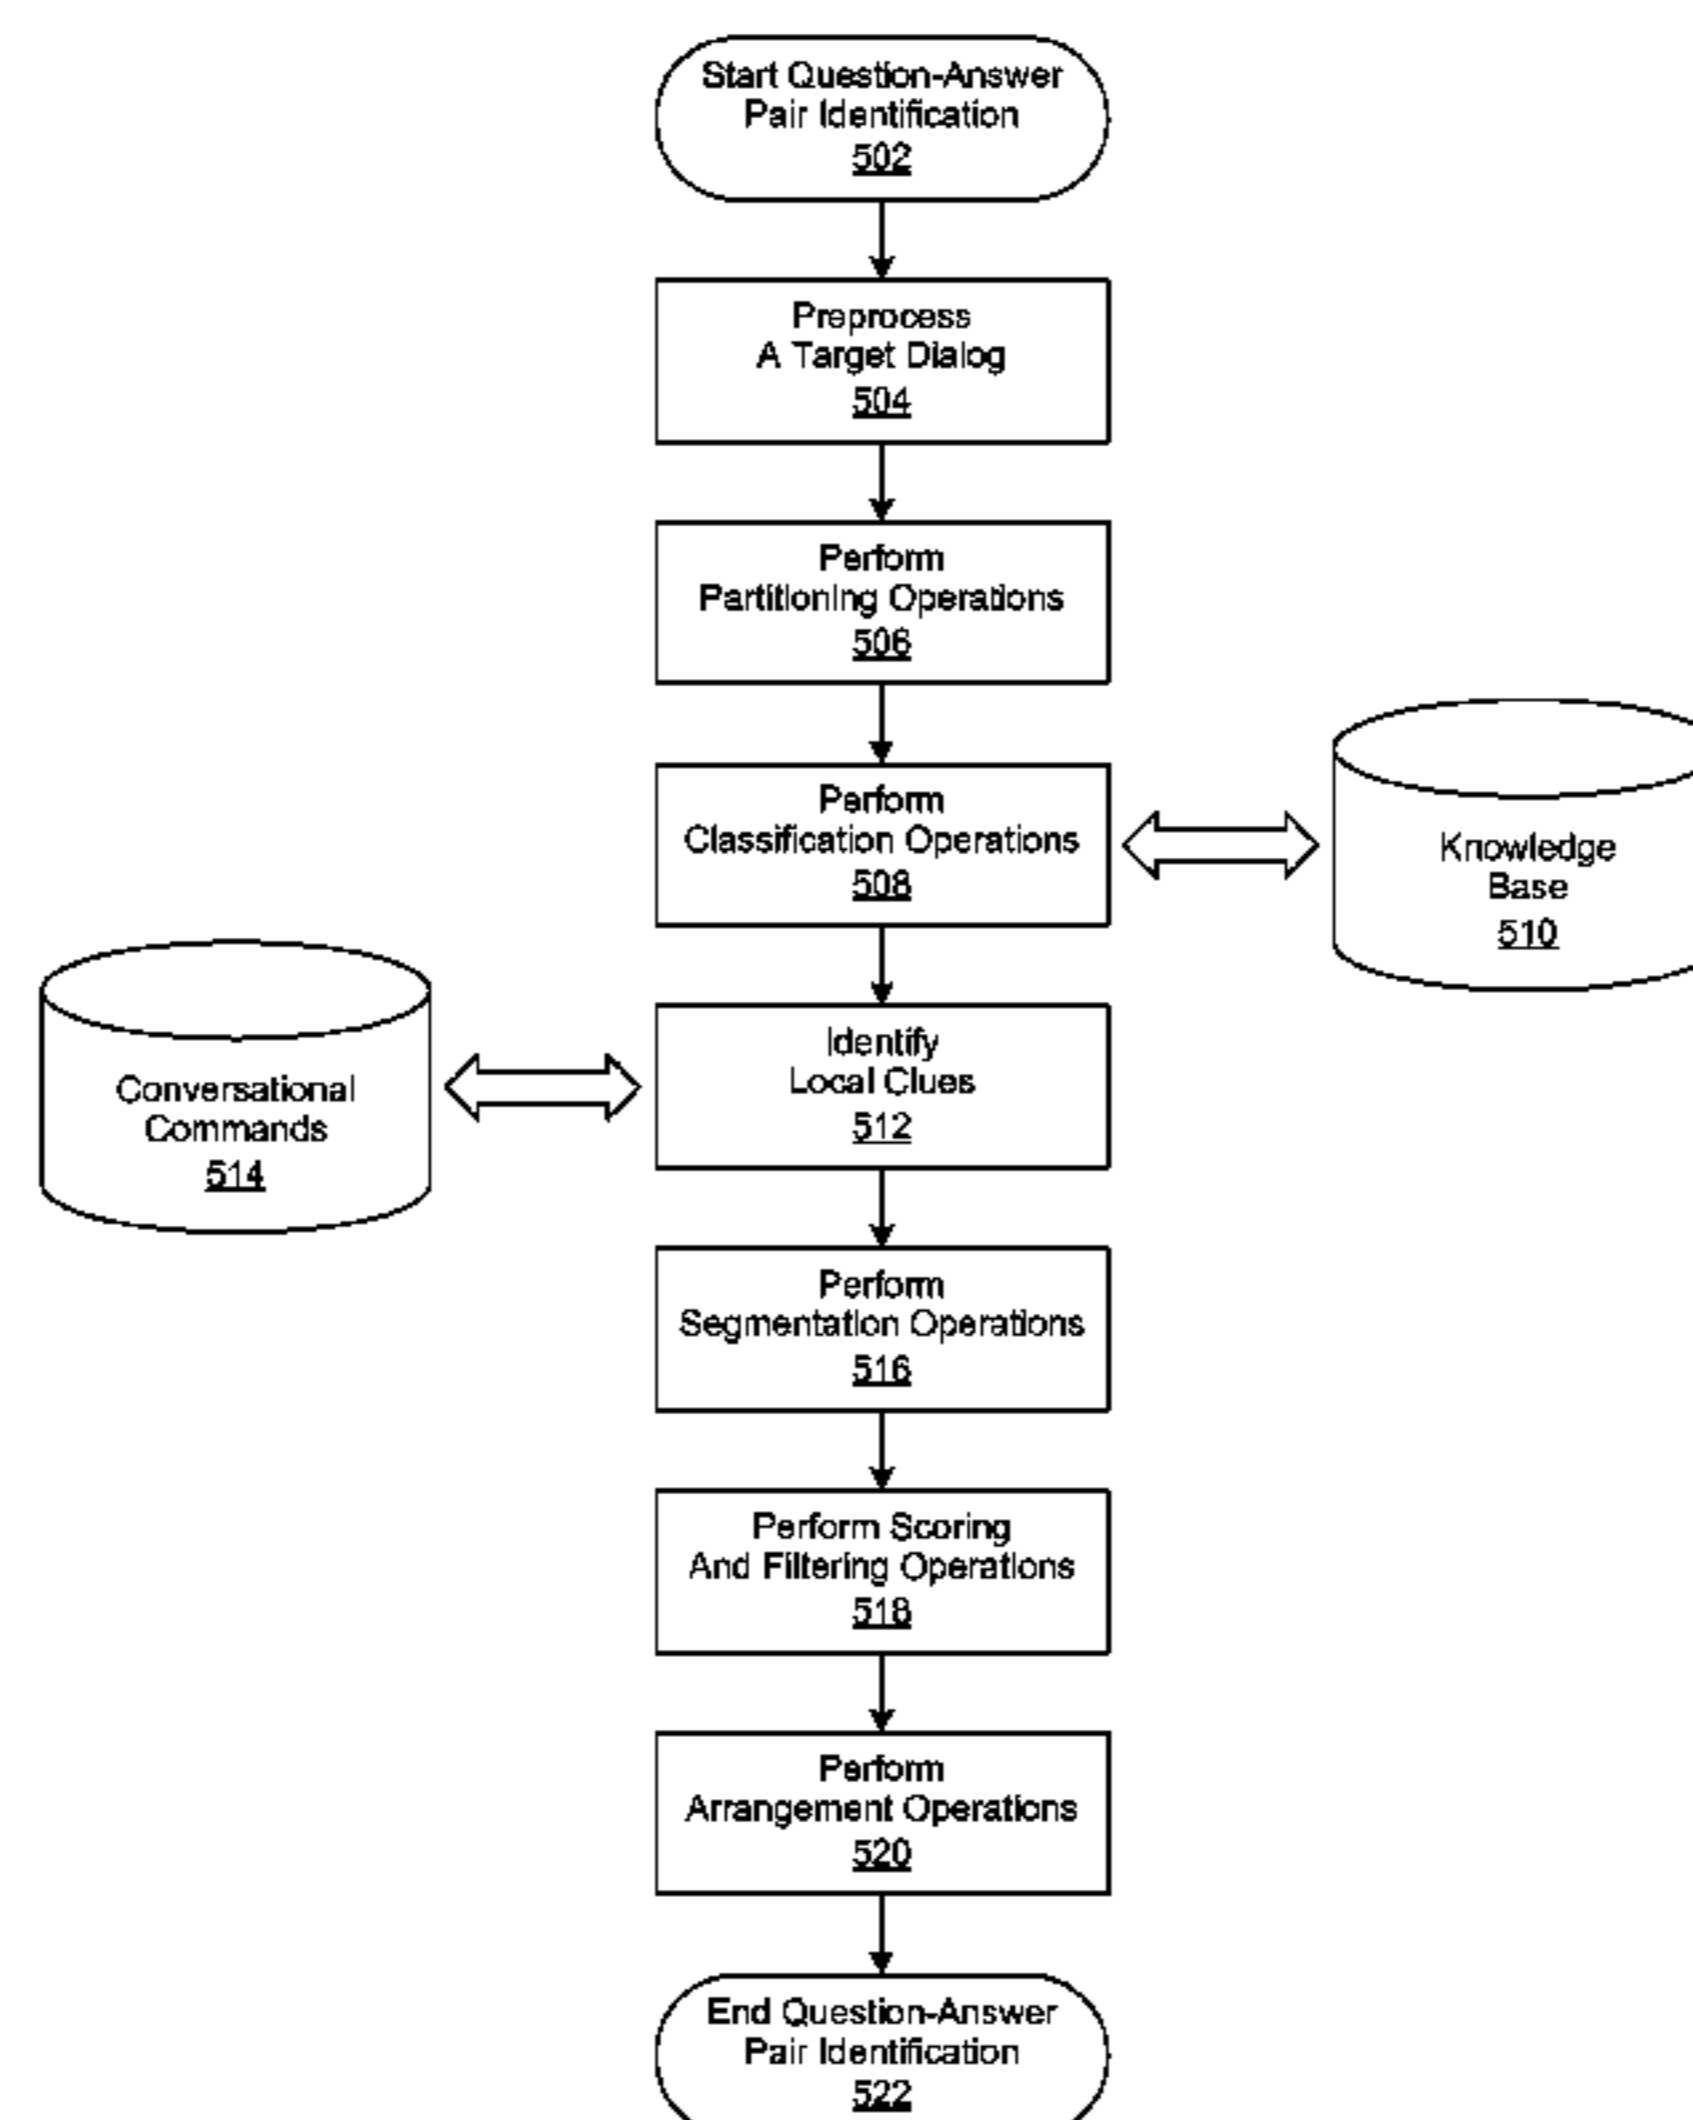 Start Question-Answer
Pair Identification
502
Preprocess
A Target Dialog
504
Perform
Partitioning Operations
506
Perform
Classification Operations
508
Knowledge
Base
510
Identify
Local Clues
512
Conversational
Commands
514
Perform
Segmentation Operations
516
Perform Scoring
And Filtering Operations
518
Perform
Arrangement Operations
520
End Question-Answer
Pair Identification
522